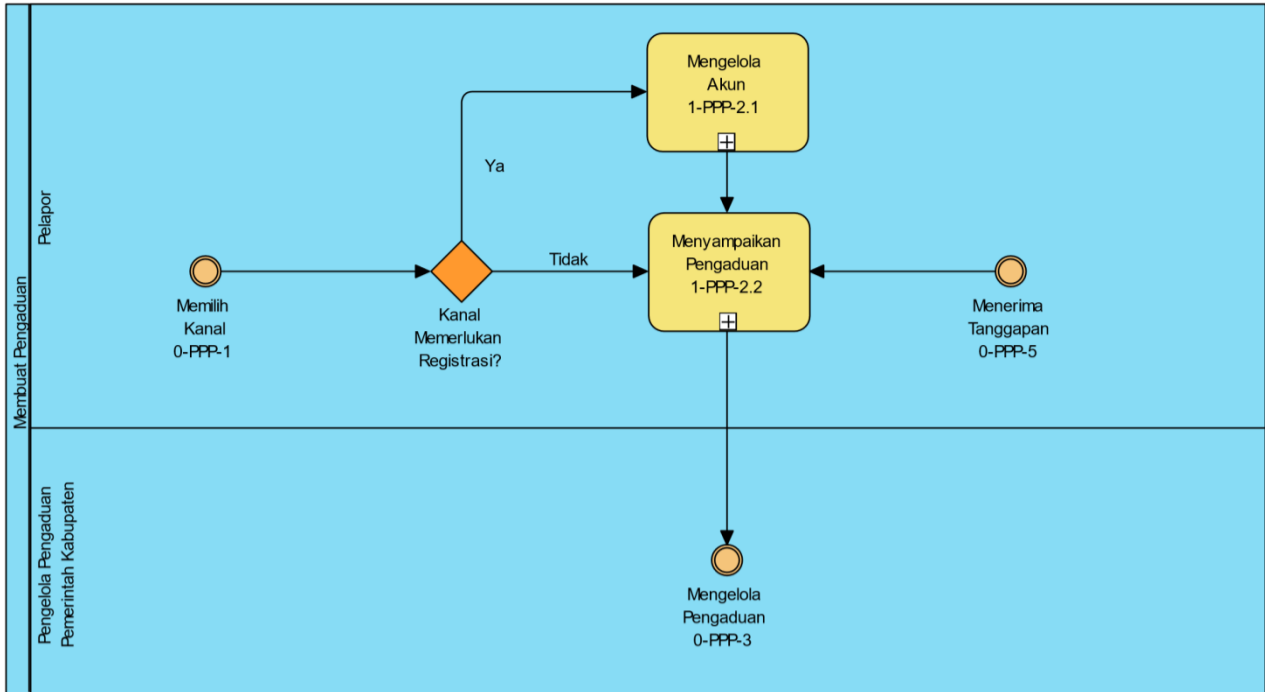 Membuat Pengaduan
Pelapor
Memilih
Kanal
0-PPP-1
Kanal
Memerlukan
Registrasi?
Ya
Tidak
Mengelola
Akun
1-PPP-2.1
Menyampaikan
Pengaduan
1-PPP-2.2
Menerima
Tanggapan
0-PPP-5
Pengelola Pengaduan
Pemerintah Kabupaten
Mengelola
Pengaduan
0-PPP-3